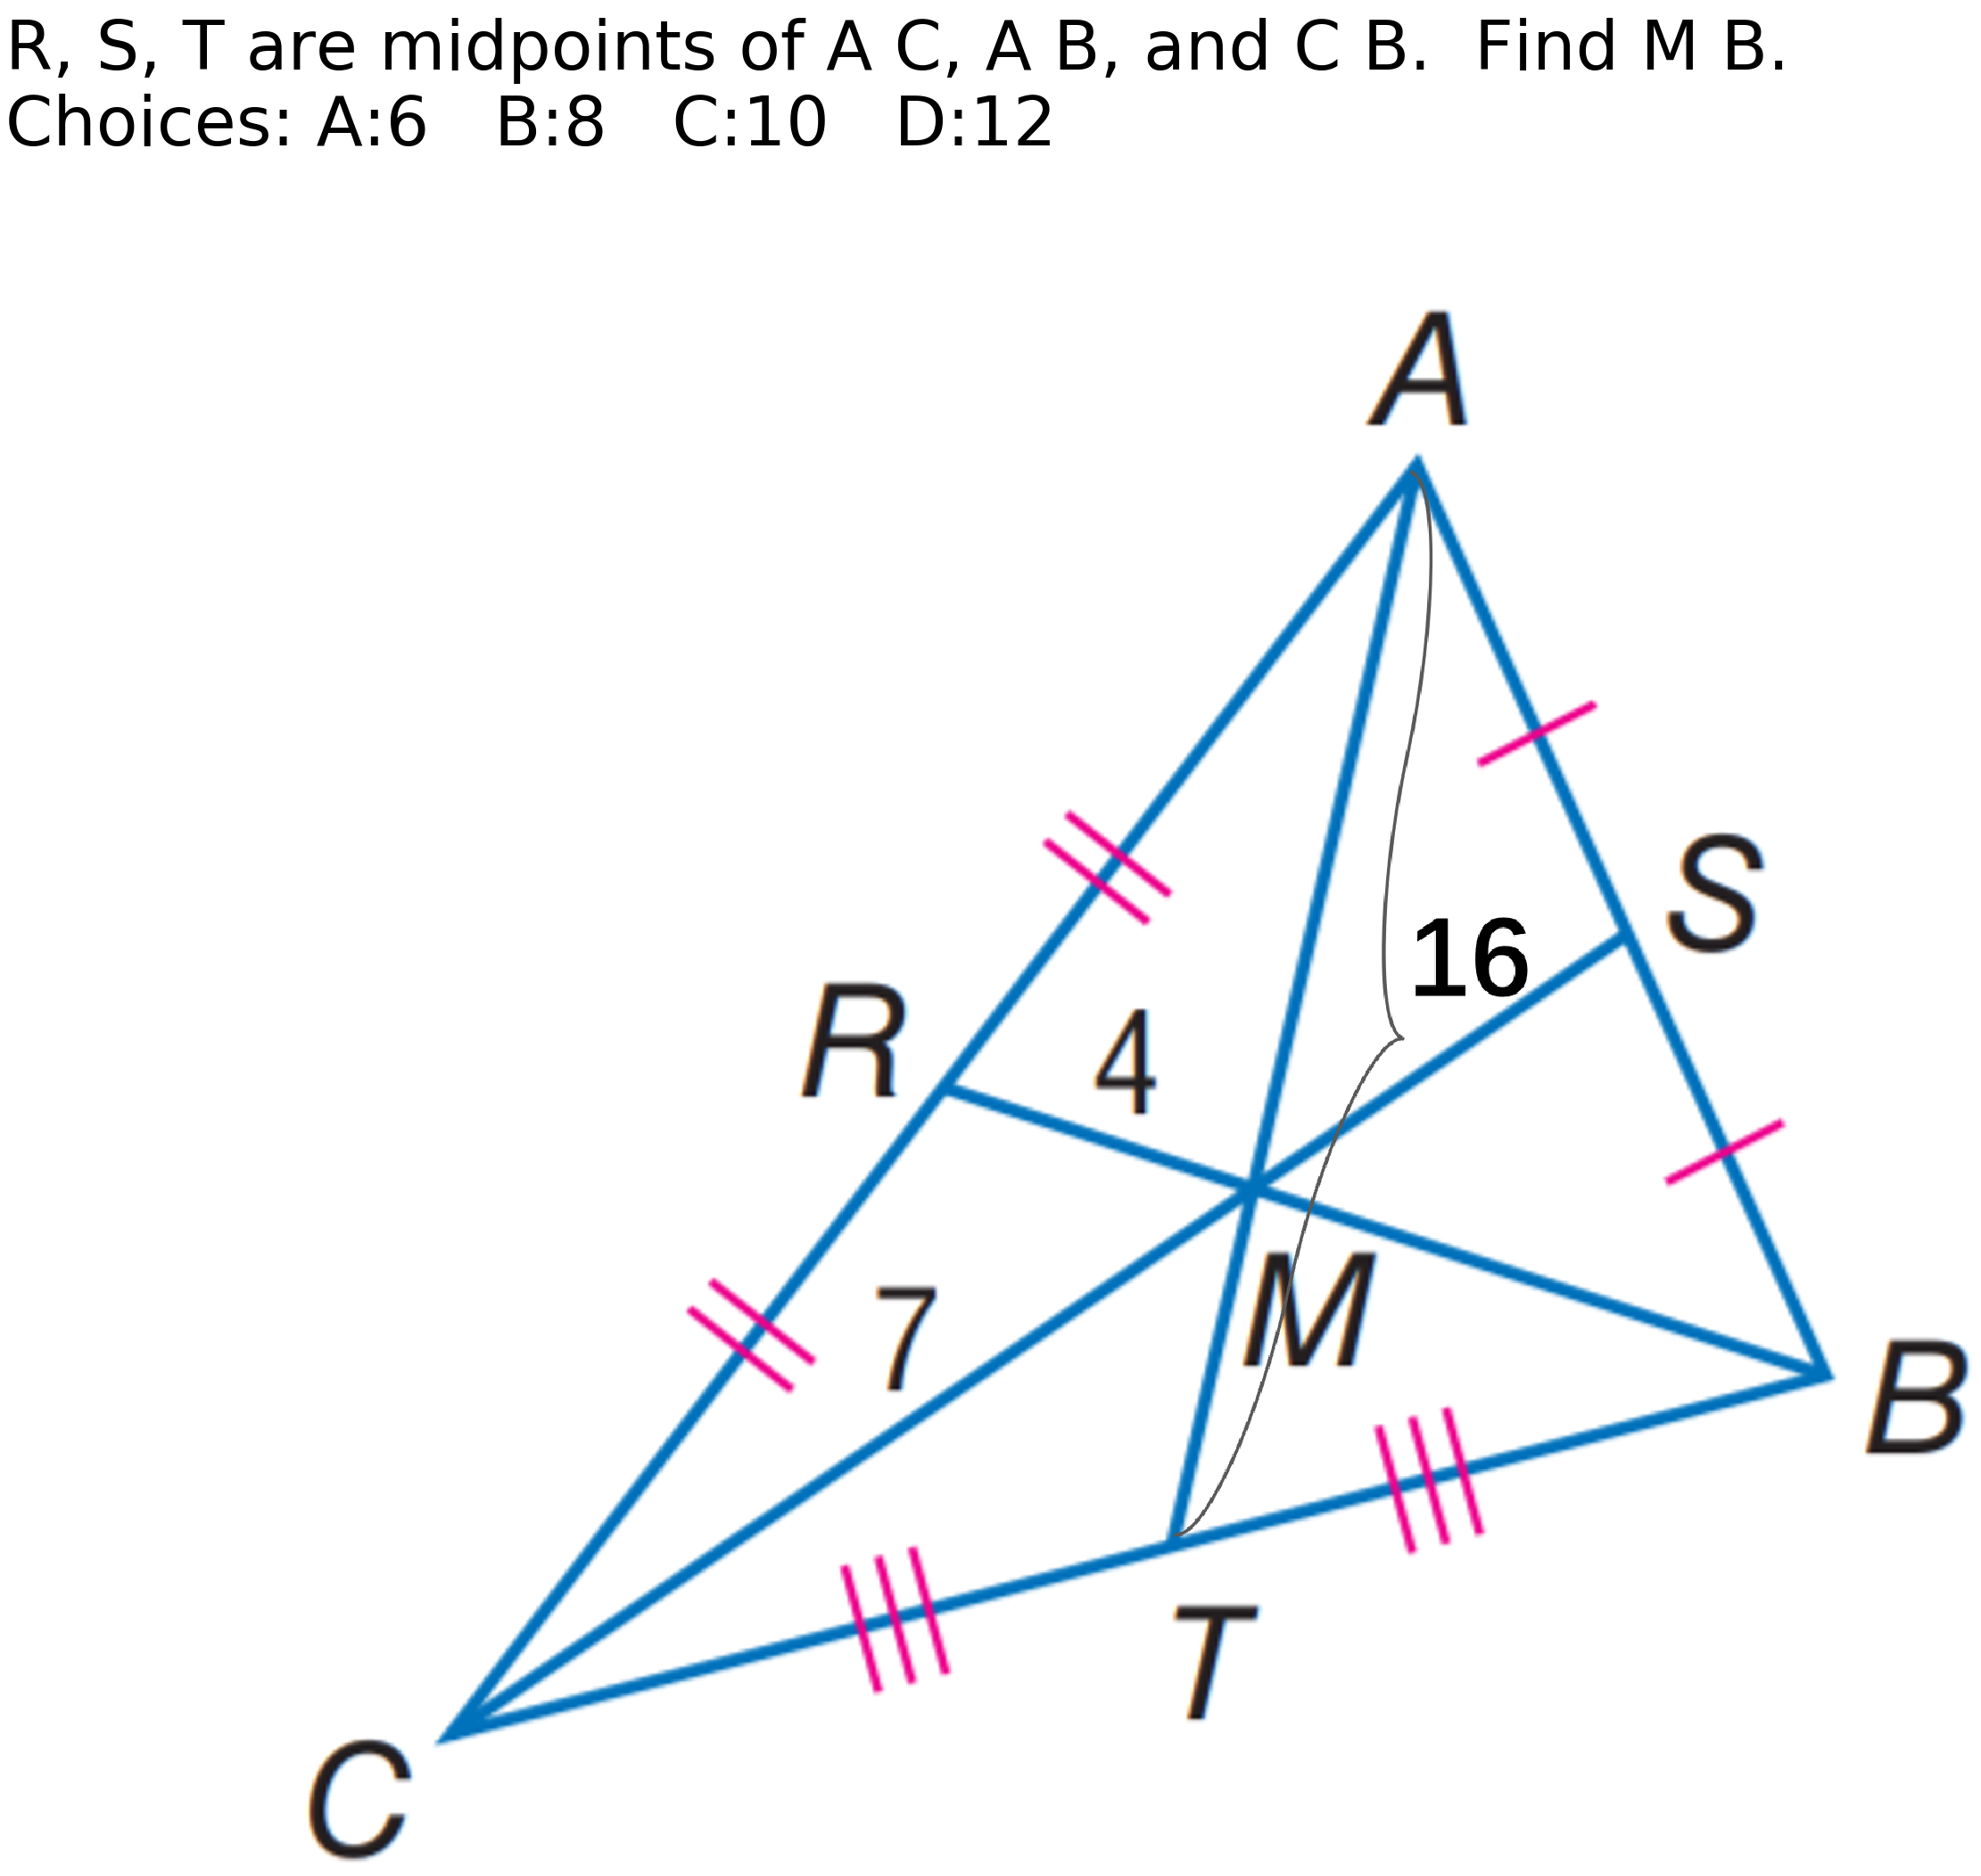 R, S, T are midpoints of A C, A B, and C B. Find M B.
Choices: A:6 B:8 C:10 D:12
A
S
16
R
4
M
7
B
T
C